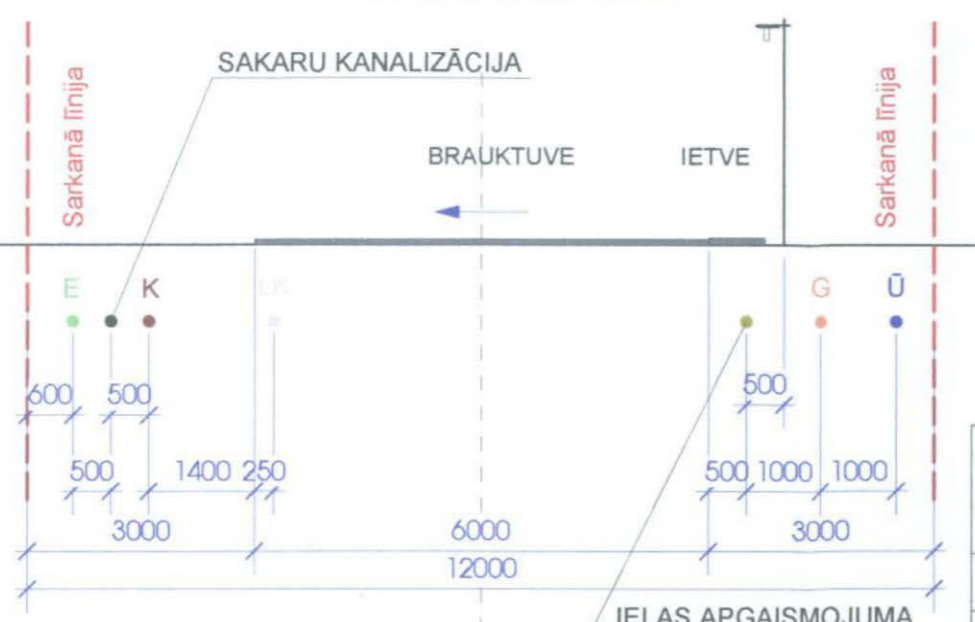 SAKARU KANALIZĀCIJA
Sarkanā līnija
BRAUKTUVE
IETVE
Sarkanā līnija
E
K
LK
G
Ū
600
500
500
500
1400
250
500
1000
1000
3000
6000
3000
12000
IELAS APGAISMOJUMA